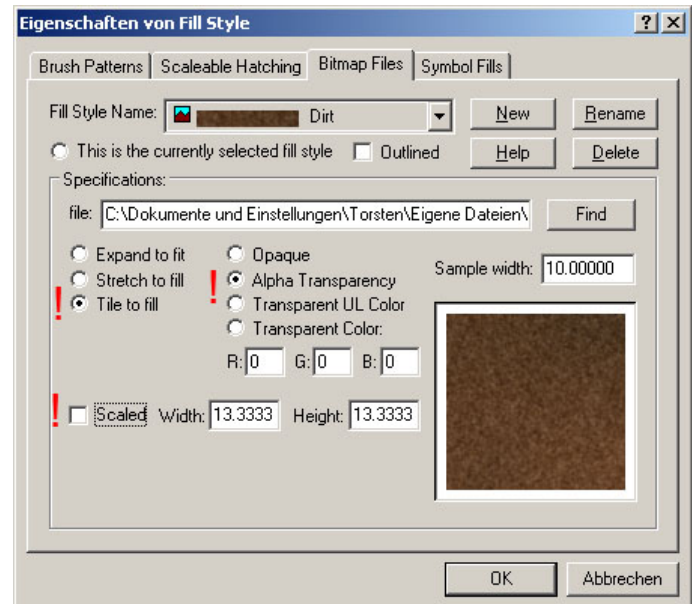 Eigenschaften von Fill Style
? X
Brush Patterns Scaleable Hatching Bitmap Files Symbol Fills
Fill Style Name: Dirt New Rename
This is the currently selected fill style Outlined Help Delete
Specifications:
file: C:\Dokumente und Einstellungen\Torsten\Eigene Dateien\ Find
Expand to fit Opaque
Stretch to fill ! Alpha Transparency Sample width: 10.00000
! Tile to fill Transparent UL Color
Transparent Color:
R: 0 G: 0 B: 0
! Scaled Width: 13.3333 Height: 13.3333
OK Abbrechen